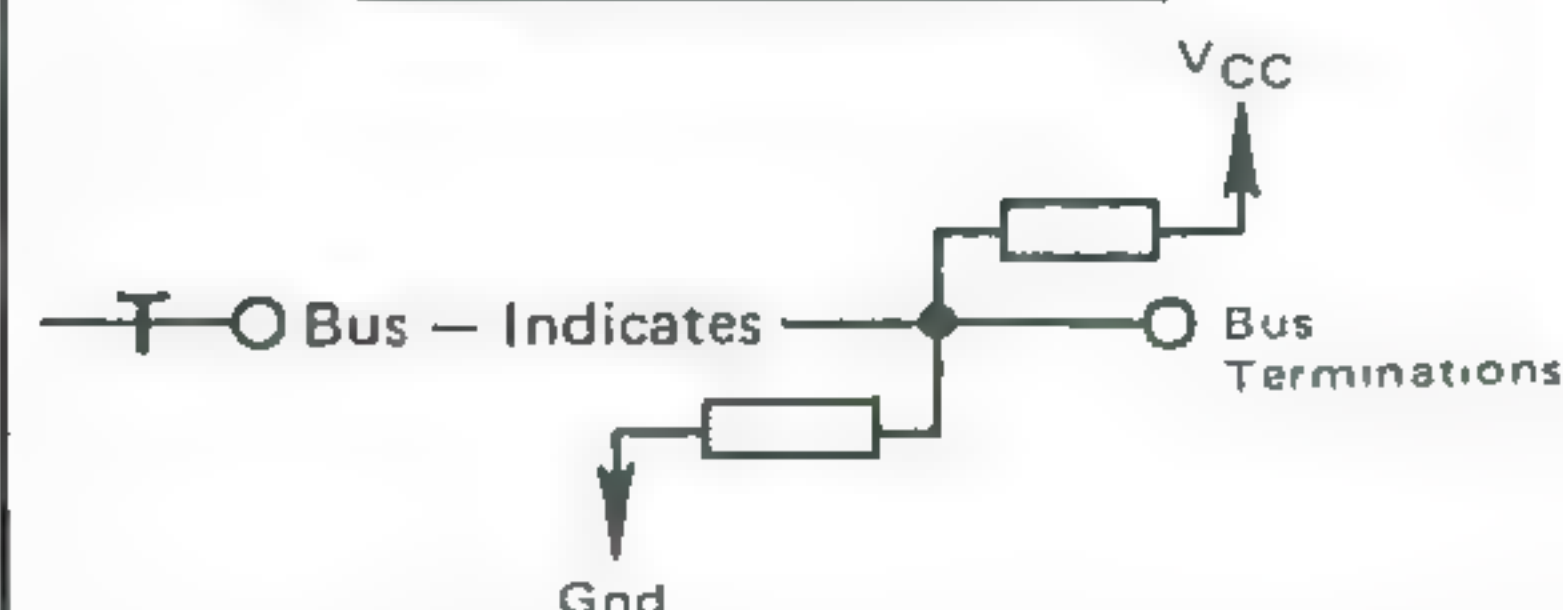 VCC
T Bus — Indicates Bus
Terminations
Gnd